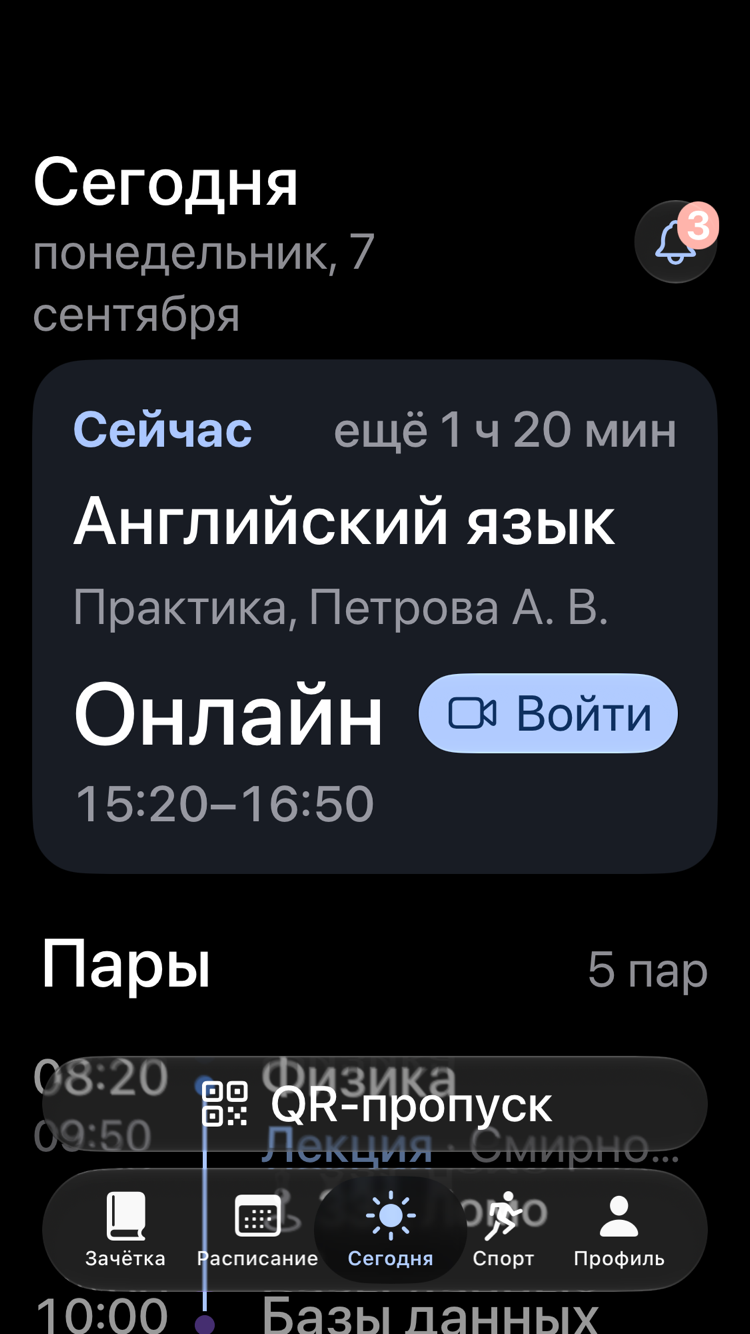 Сегодня
3
понедельник, 7
сентября
Сейчас ещё 1 ч 20 мин
Английский язык
Практика, Петрова А. В.
Онлайн Войти
15:20–16:50
Пары 5 пар
08:20 Физика
QR-пропуск
09:50 Лекция · Смирно...
Зачётка Расписание Сегодня Спорт Профиль
10:00 Базы данных